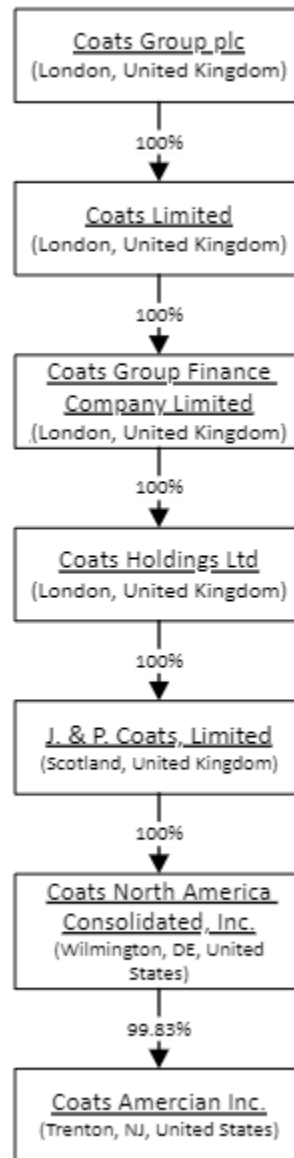 Coats Group plc
(London, United Kingdom)
100%
Coats Limited
(London, United Kingdom)
100%
Coats Group Finance
Company Limited
(London, United Kingdom)
100%
Coats Holdings Ltd
(London, United Kingdom)
100%
J. & P. Coats, Limited
(Scotland, United Kingdom)
100%
Coats North America
Consolidated, Inc.
(Wilmington, DE, United
States)
99.83%
Coats Amercian Inc.
(Trenton, NJ, United States)